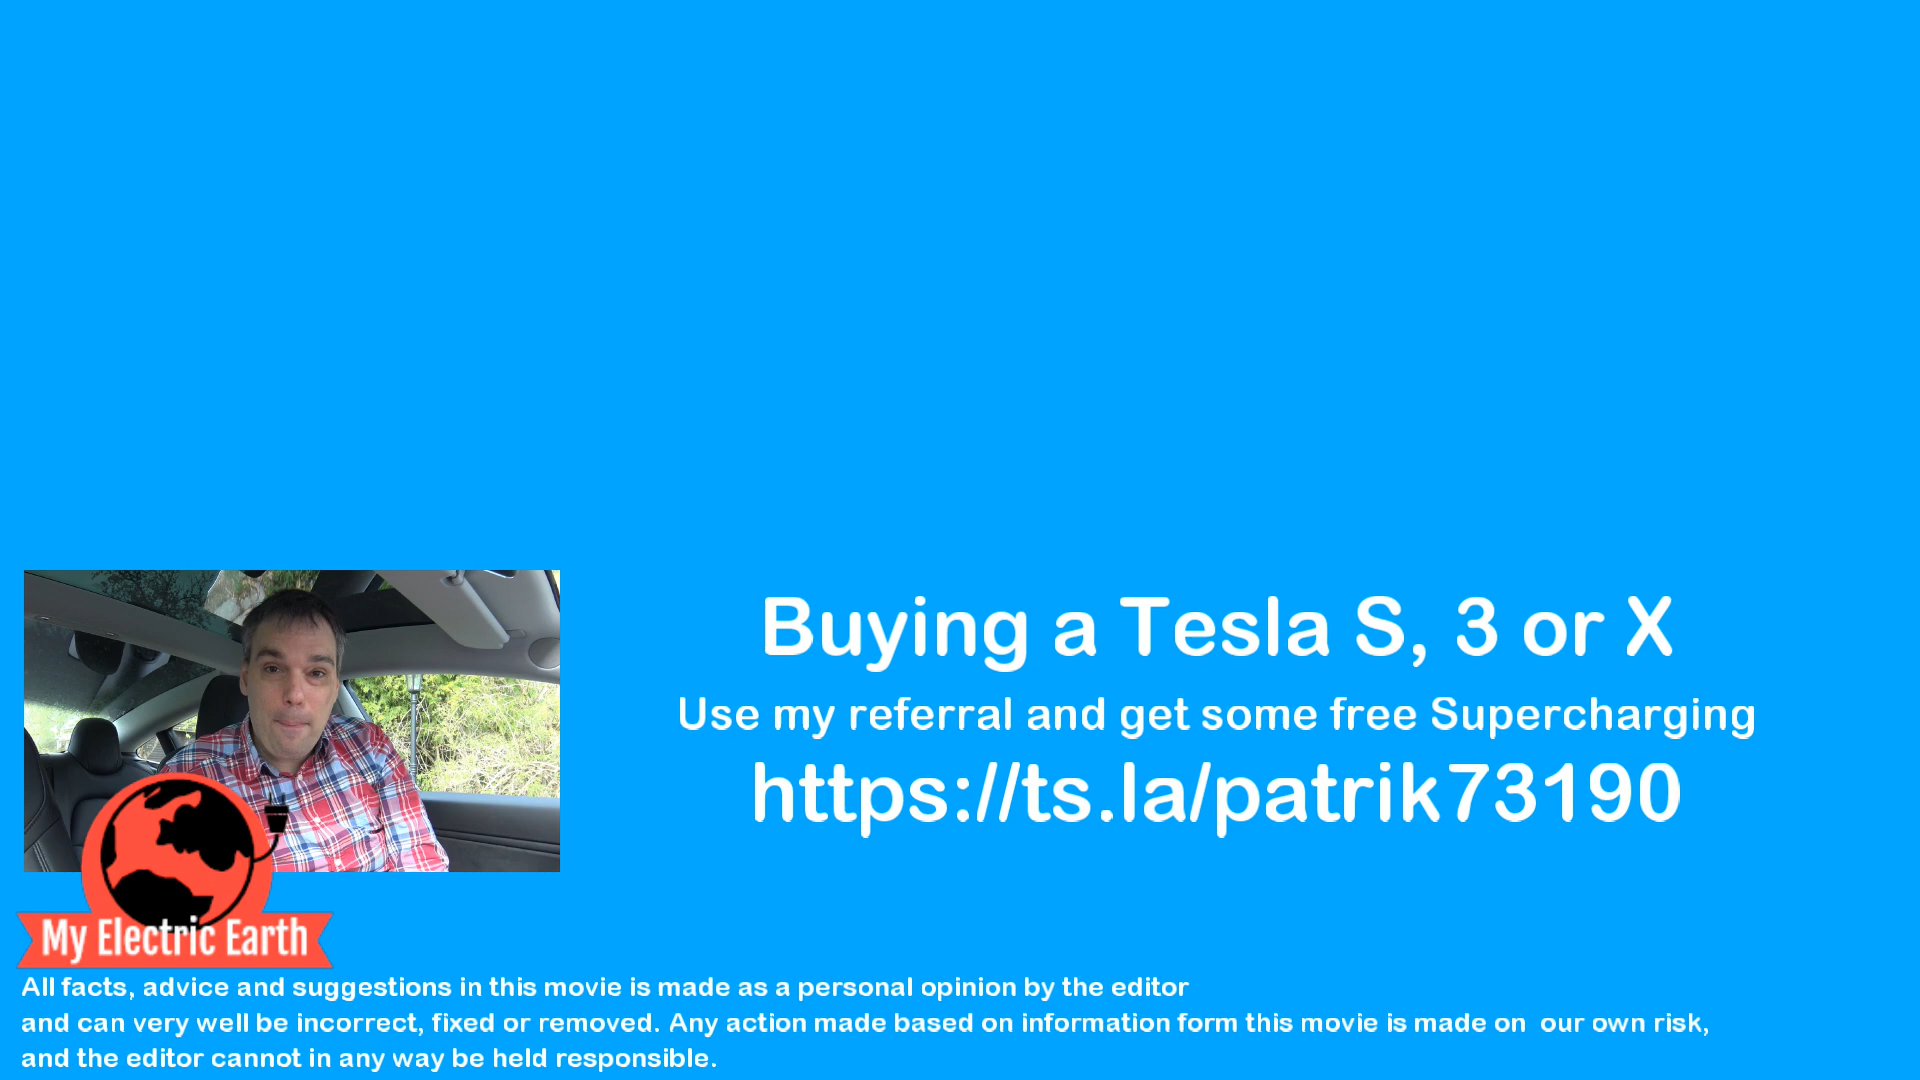 Buying a Tesla S, 3 or X
Use my referral and get some free Supercharging
https://ts.la/patrik73190
My Electric Earth
All facts, advice and suggestions in this movie is made as a personal opinion by the editor
and can very well be incorrect, fixed or removed. Any action made based on information form this movie is made on our own risk,
and the editor cannot in any way be held responsible.